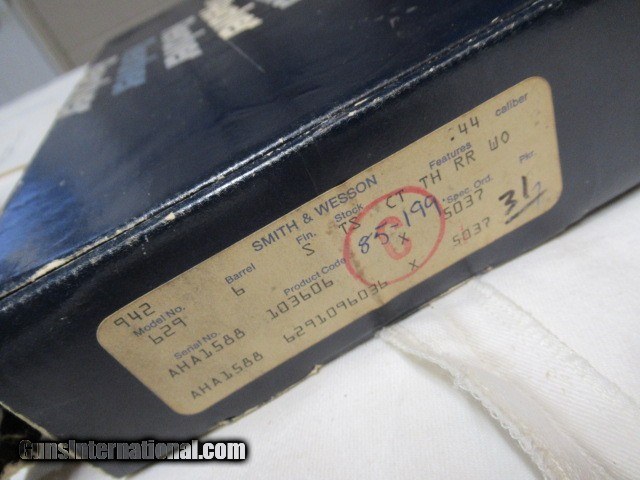 SMITH & WESSON
.44 caliber
942
Model No. Barrel Fin. Stock Features
629 6 S TS CT TH RR WO
Serial No. Product Code Spec. Ord. Pkr.
AHA1588 103606 85-199 X 5037 31
AHA1588 6291096036 X 5037
GunsInternational.com